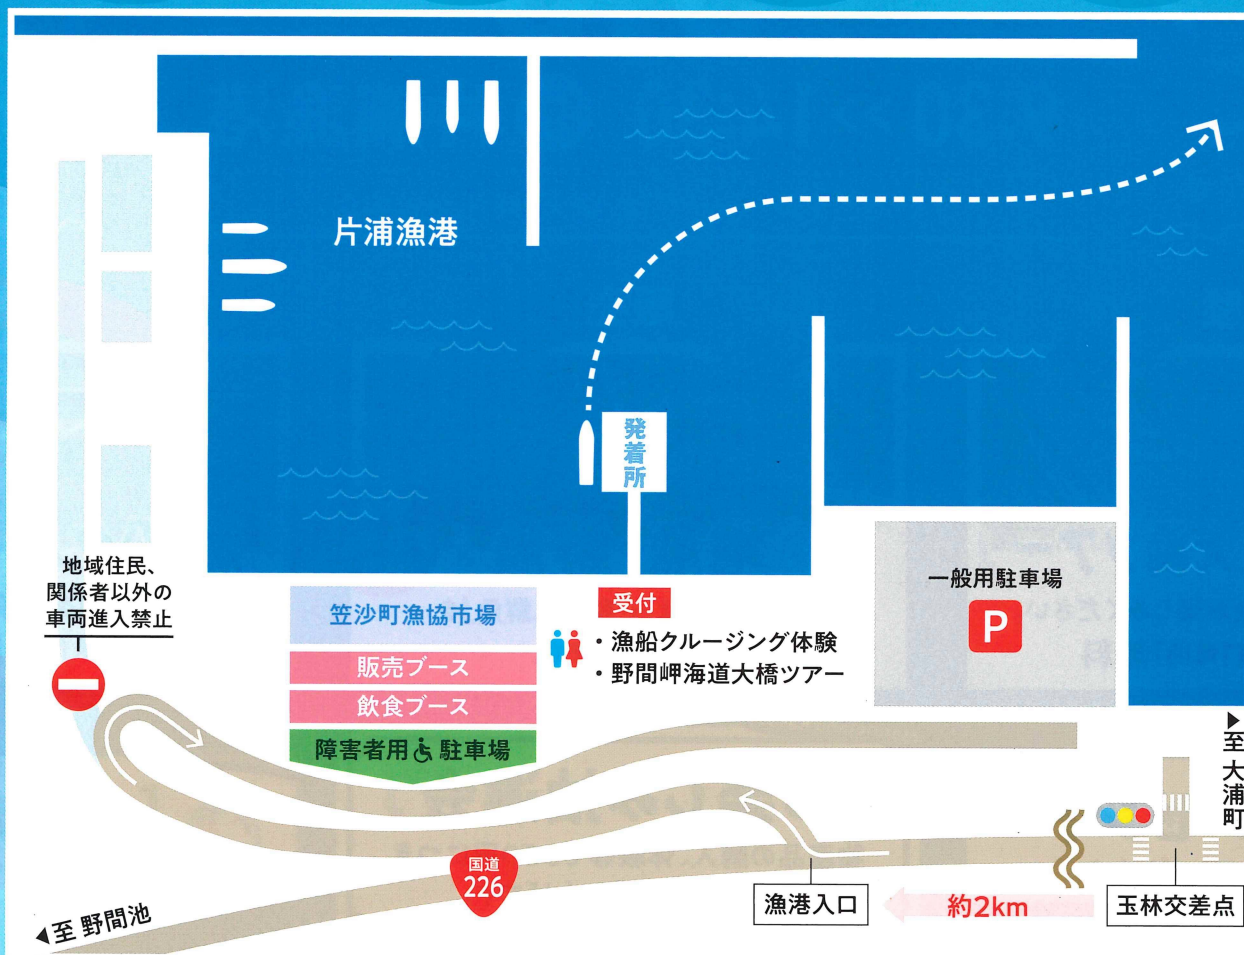 片浦漁港
発着所
地域住民、
関係者以外の
車両進入禁止
笠沙町漁協市場
販売ブース
飲食ブース
障害者用 駐車場
受付
・漁船クルージング体験
・野間岬海道大橋ツアー
一般用駐車場
P
▶至 大浦町
国道
226
漁港入口
約2km
玉林交差点
◀至 野間池